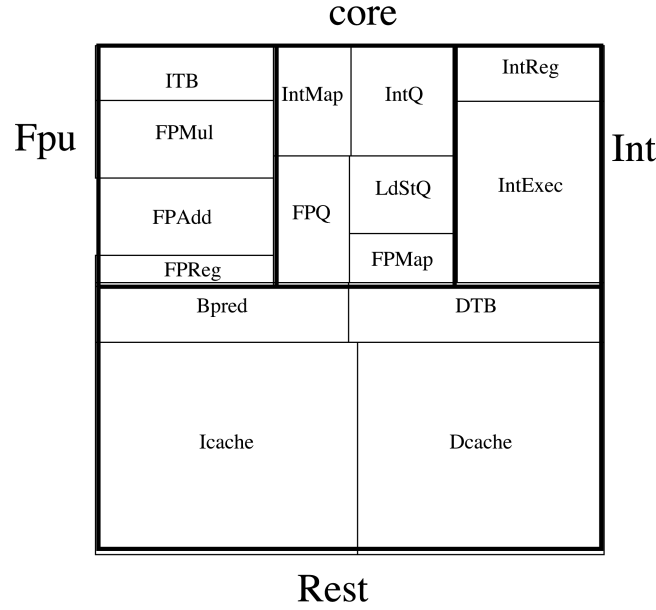 core
Fpu
Int
ITB
FPMul
FPAdd
FPReg
IntMap
IntQ
FPQ
LdStQ
FPMap
IntReg
IntExec
Bpred
DTB
Icache
Dcache
Rest